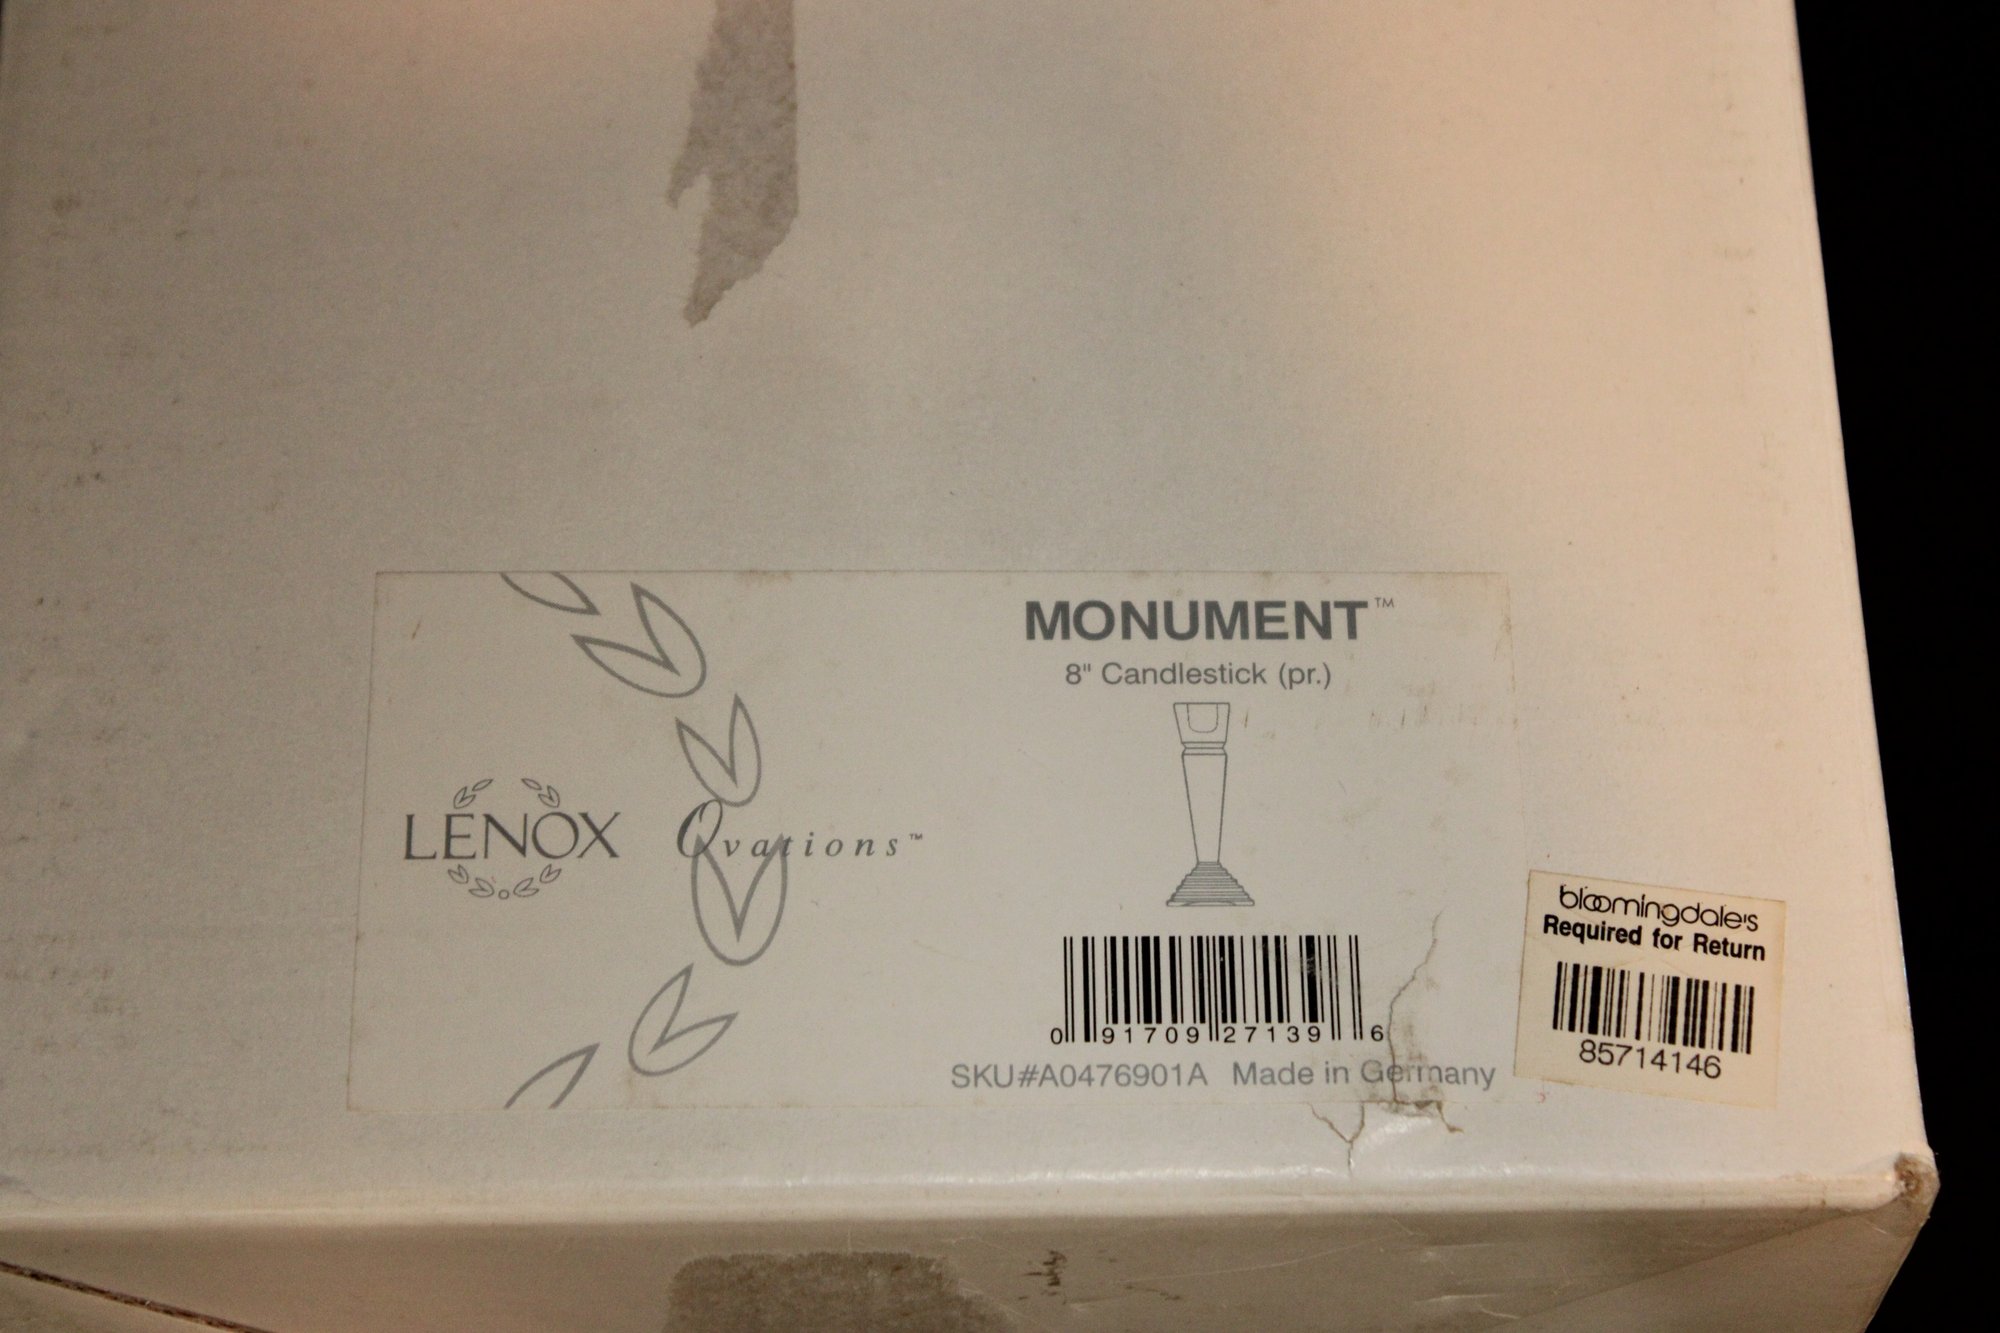 MONUMENT™
8" Candlestick (pr.)
LENOX Ovations™
0 91709 27139 6
SKU#A0476901A Made in Germany
bloomingdale's
Required for Return
85714146